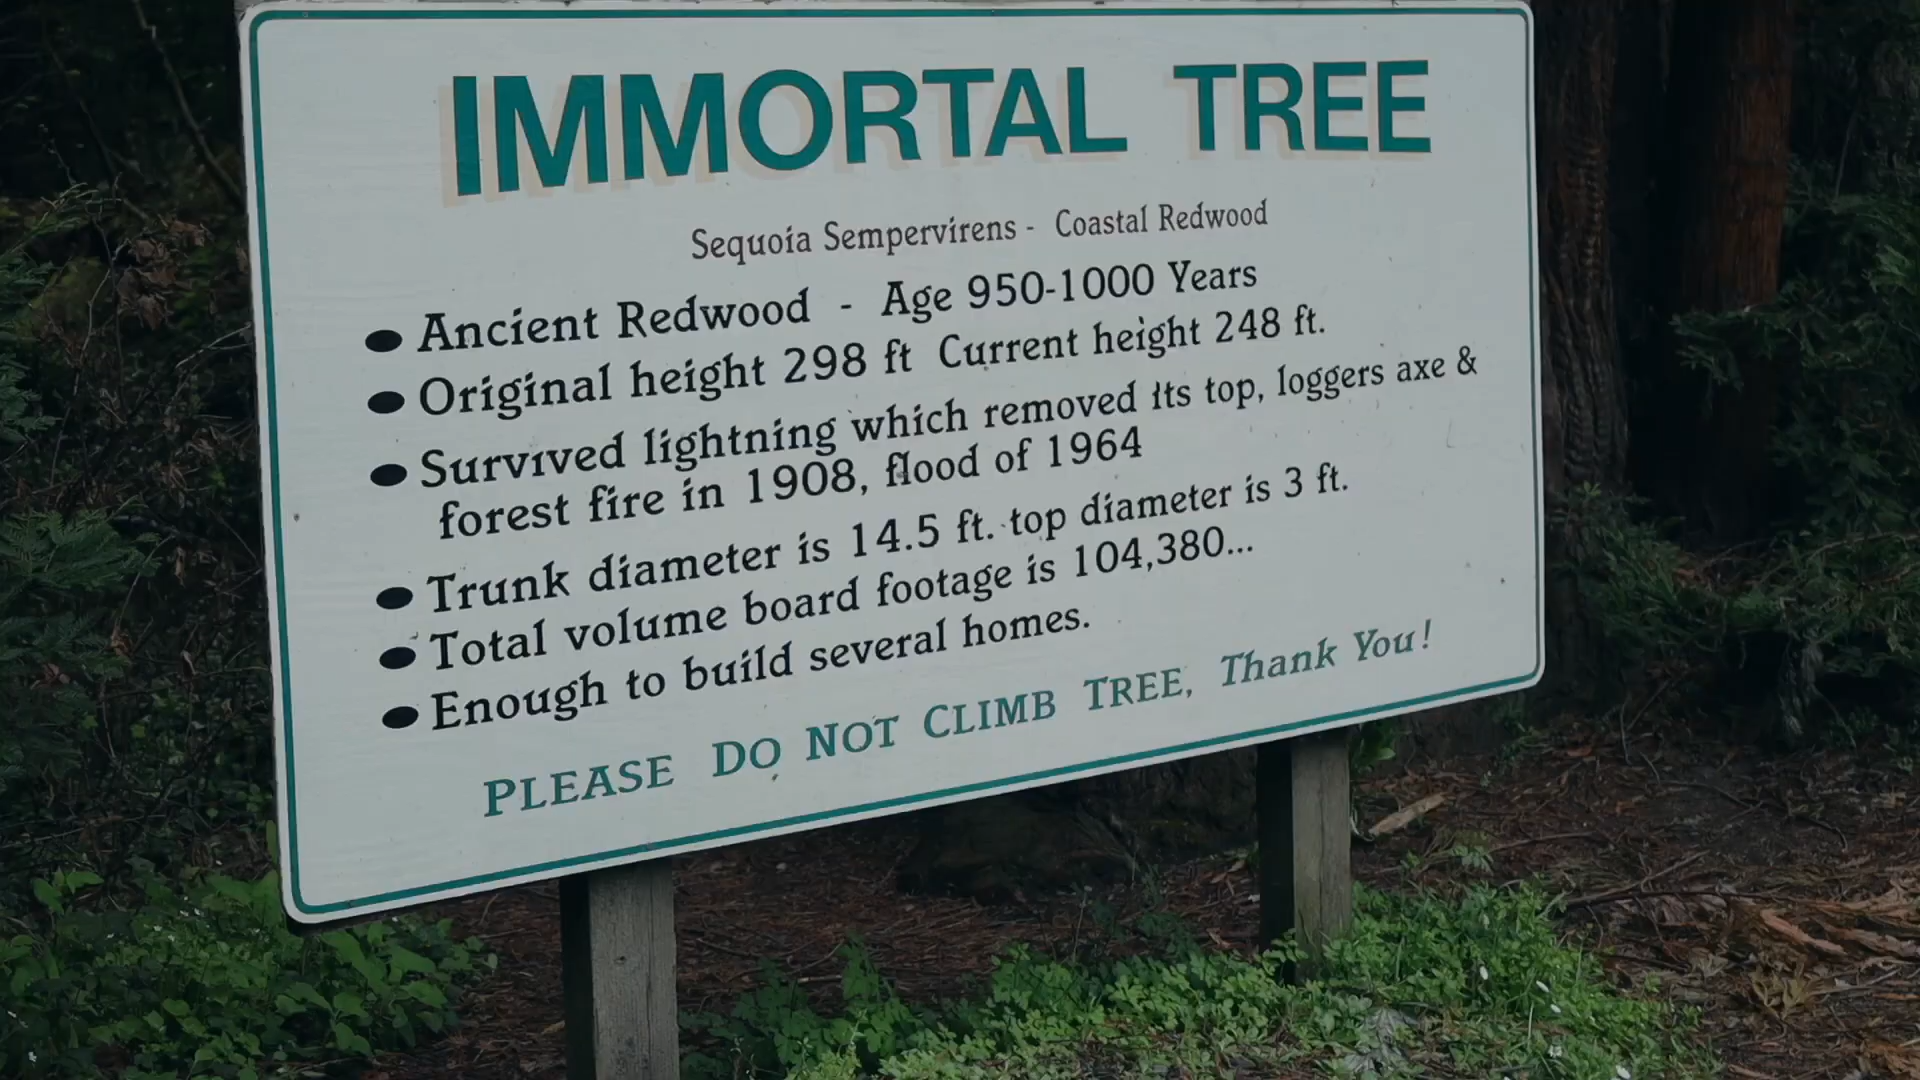 IMMORTAL TREE
Sequoia Sempervirens - Coastal Redwood
● Ancient Redwood - Age 950-1000 Years
● Original height 298 ft Current height 248 ft.
● Survived lightning which removed its top, loggers axe &
forest fire in 1908, flood of 1964
● Trunk diameter is 14.5 ft. top diameter is 3 ft.
● Total volume board footage is 104,380...
● Enough to build several homes.
PLEASE DO NOT CLIMB TREE, Thank You!